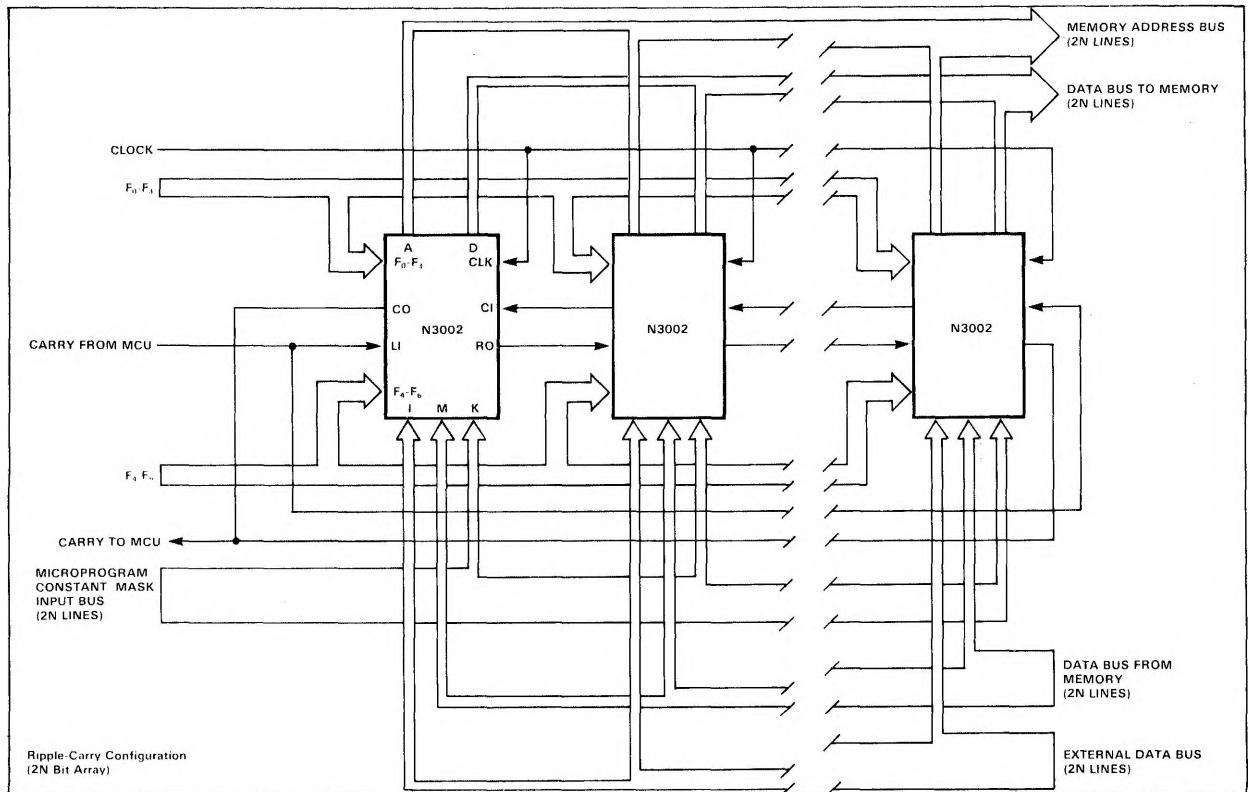 MEMORY ADDRESS BUS
(2N LINES)
DATA BUS TO MEMORY
(2N LINES)
CLOCK
F₀-F₃
A D
F₀-F₃ CLK
CO CI
N3002
N3002
N3002
CARRY FROM MCU
LI RO
F₄-F₆
I M K
F₄-F₆
CARRY TO MCU
MICROPROGRAM
CONSTANT MASK
INPUT BUS
(2N LINES)
DATA BUS FROM
MEMORY
(2N LINES)
Ripple-Carry Configuration
(2N Bit Array)
EXTERNAL DATA BUS
(2N LINES)